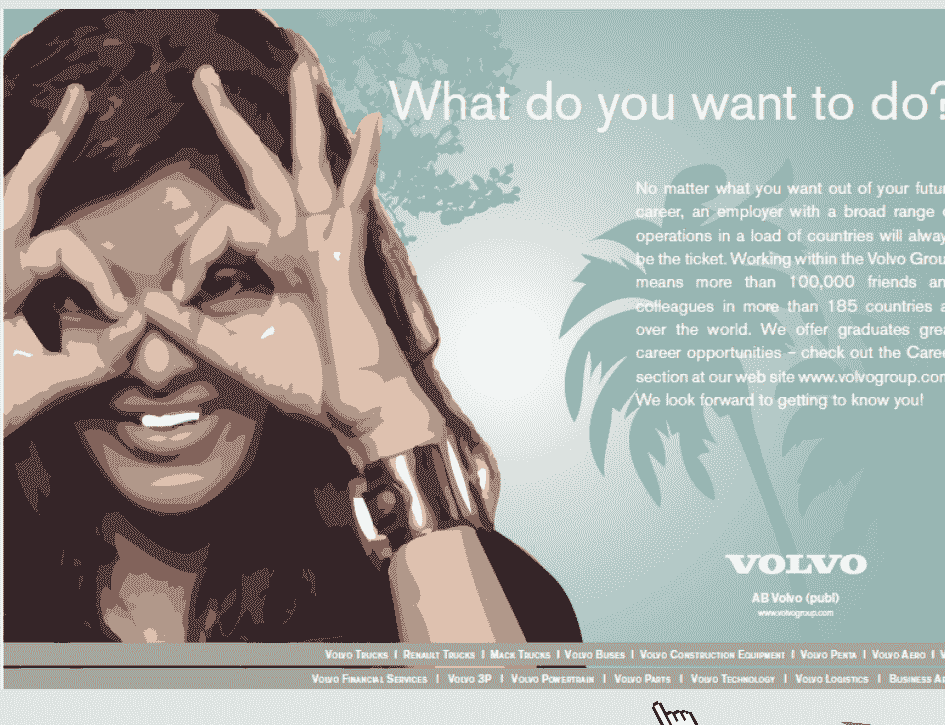 What do you want to do?
No matter what you want out of your futur
career, an employer with a broad range
operations in a load of countries will alway
be the ticket. Working within the Volvo Grou
means more than 100,000 friends an
colleagues in more than 185 countries a
over the world. We offer graduates grea
career opportunities – check out the Caree
section at our web site www.volvogroup.com
We look forward to getting to know you!
VOLVO
AB Volvo (publ)
www.volvogroup.com
Volvo Trucks | Renault Trucks | Mack Trucks | Volvo Buses | Volvo Construction Equipment | Volvo Penta | Volvo Aero | V
Volvo Financial Services | Volvo 3P | Volvo Powertrain | Volvo Parts | Volvo Technology | Volvo Logistics | Business A